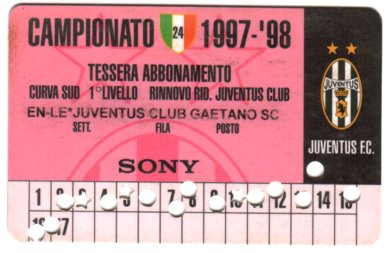 CAMPIONATO 24 1997-'98
TESSERA ABBONAMENTO
CURVA SUD 1°LIVELLO RINNOVO RID. JUVENTUS CLUB
EN-LE*JUVENTUS CLUB GAETANO SC
SETT. FILA POSTO
JUVENTUS
JUVENTUS F.C.
SONY
1 2 3 4 5 6 7 8 9 10 11 12 13 14 15
16 17